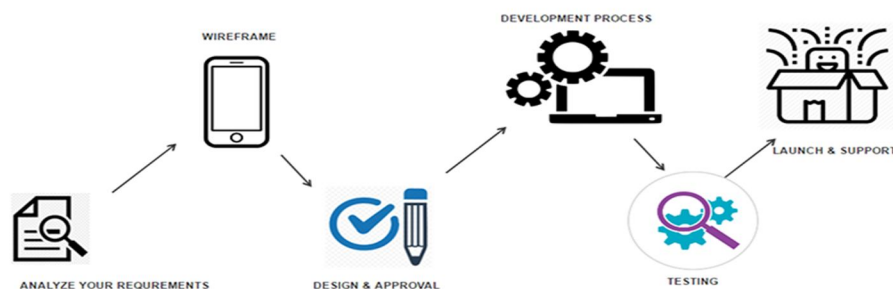 DEVELOPMENT PROCESS
WIREFRAME
LAUNCH & SUPPORT
ANALYZE YOUR REQUREMENTS
DESIGN & APPROVAL
TESTING